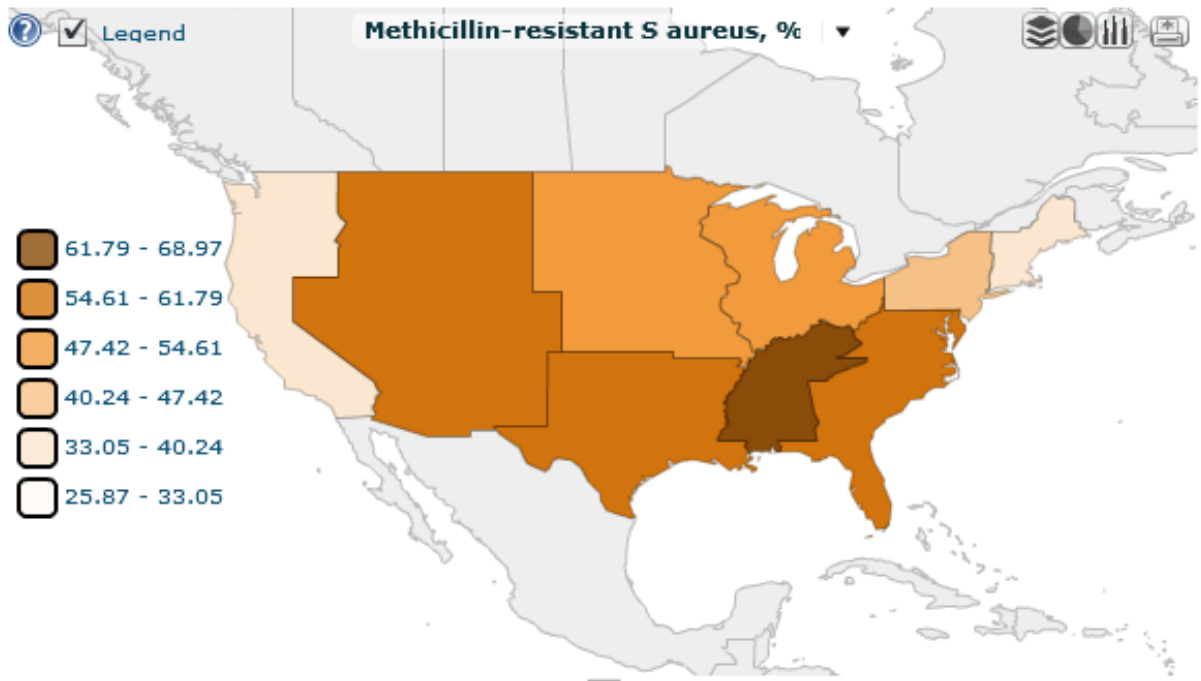 ?
Legend
Methicillin-resistant S aureus, %
61.79 - 68.97
54.61 - 61.79
47.42 - 54.61
40.24 - 47.42
33.05 - 40.24
25.87 - 33.05